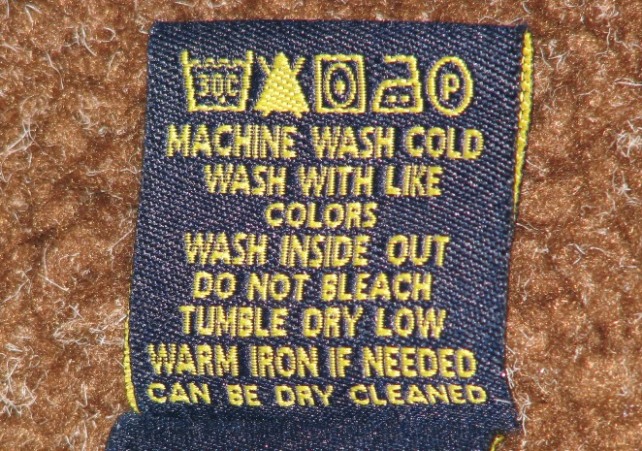 30C P
MACHINE WASH COLD
WASH WITH LIKE
COLORS
WASH INSIDE OUT
DO NOT BLEACH
TUMBLE DRY LOW
WARM IRON IF NEEDED
CAN BE DRY CLEANED